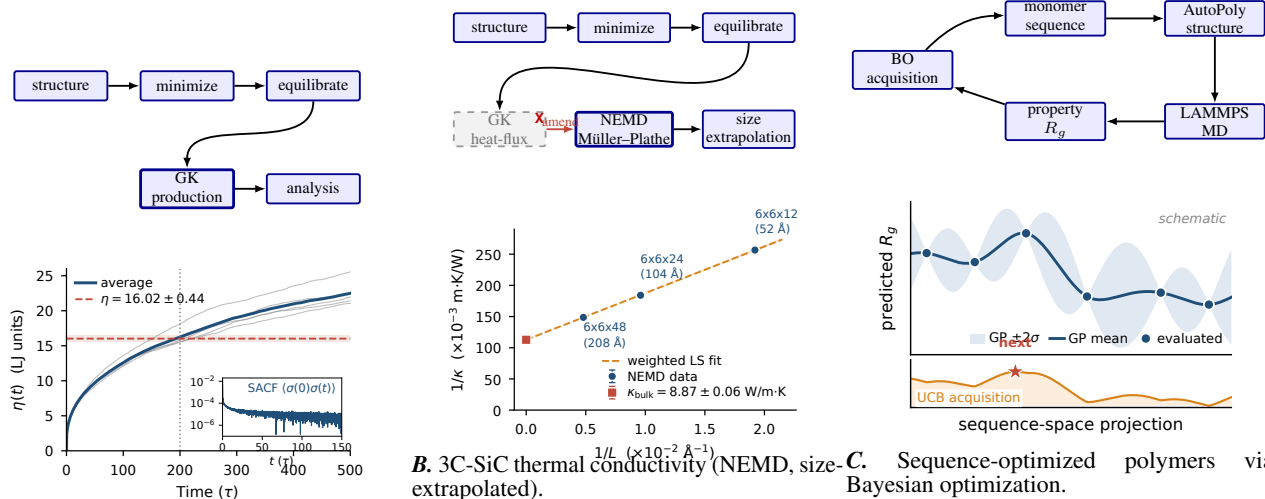 structure
minimize
equilibrate
GK
production
analysis
η(t) (LJ units)
25
20
15
10
5
0
average
η = 16.02 ± 0.44
SACF ⟨σ(0)σ(t)⟩
10⁻²
10⁻⁴
10⁻⁶
0 50 100 150
t (τ)
0 100 200 300 400 500
Time (τ)
structure
minimize
equilibrate
GK
heat-flux
X
amend
NEMD
Müller–Plathe
size
extrapolation
1/κ (×10⁻³ m·K/W)
250
200
150
100
50
0
6x6x12
(52 Å)
6x6x24
(104 Å)
6x6x48
(208 Å)
weighted LS fit
NEMD data
κbulk = 8.87 ± 0.06 W/m·K
0.0 0.5 1.0 1.5 2.0
1/L (×10⁻² Å⁻¹)
B. 3C-SiC thermal conductivity (NEMD, size-
extrapolated).
BO
acquisition
monomer
sequence
AutoPoly
structure
LAMMPS
MD
property
Rg
predicted Rg
schematic
GP ±2σ
GP mean
evaluated
next
UCB acquisition
sequence-space projection
C. Sequence-optimized polymers via
Bayesian optimization.